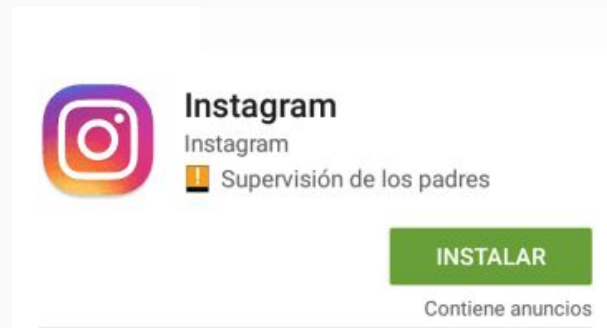 Instagram
Instagram
! Supervisión de los padres
INSTALAR
Contiene anuncios